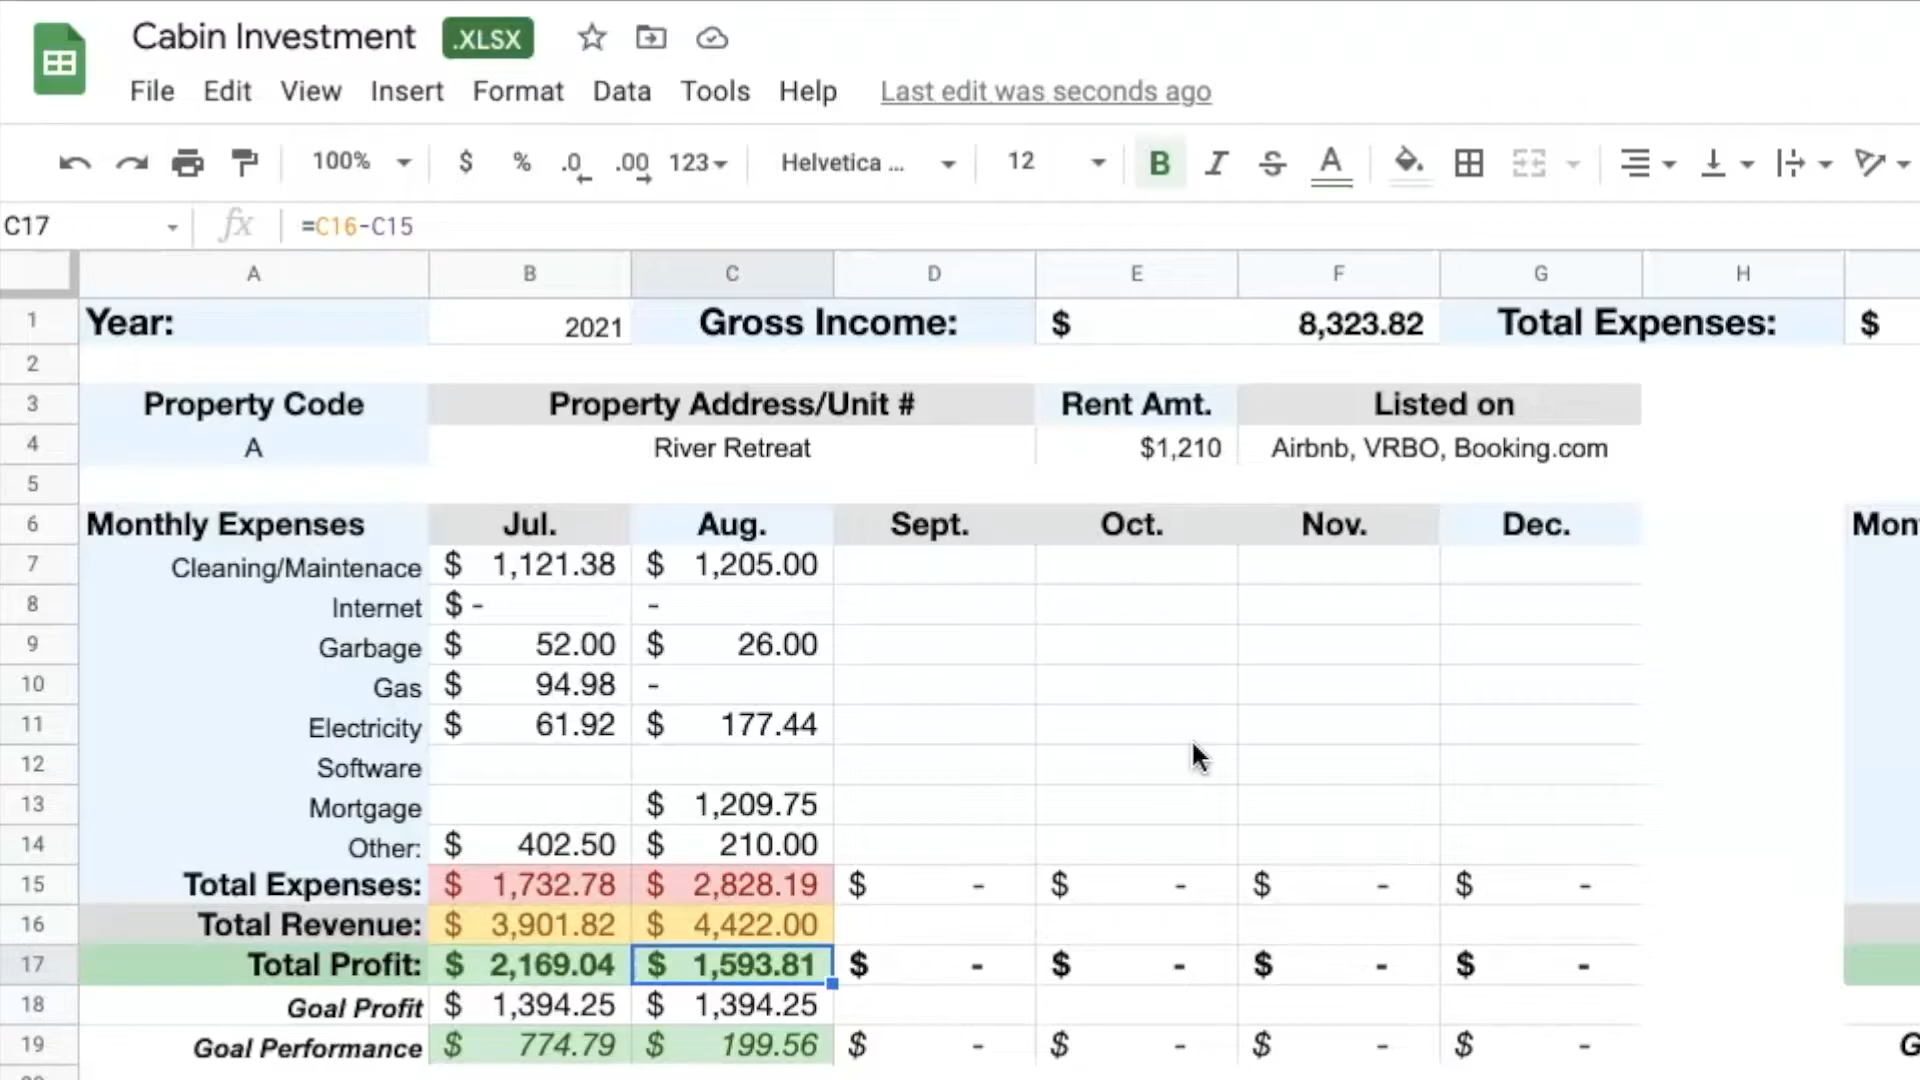 Cabin Investment .XLSX
File Edit View Insert Format Data Tools Help Last edit was seconds ago
100% $ % .0 .00 123 Helvetica ... 12 B I S A
C17 fx =C16-C15
A B C D E F G H
1 Year: 2021 Gross Income: $ 8,323.82 Total Expenses: $
2
3 Property Code Property Address/Unit # Rent Amt. Listed on
4 A River Retreat $1,210 Airbnb, VRBO, Booking.com
5
6 Monthly Expenses Jul. Aug. Sept. Oct. Nov. Dec. Mon
7 Cleaning/Maintenace $ 1,121.38 $ 1,205.00
8 Internet $ - -
9 Garbage $ 52.00 $ 26.00
10 Gas $ 94.98 -
11 Electricity $ 61.92 $ 177.44
12 Software
13 Mortgage $ 1,209.75
14 Other: $ 402.50 $ 210.00
15 Total Expenses: $ 1,732.78 $ 2,828.19 $ - $ - $ - $ -
16 Total Revenue: $ 3,901.82 $ 4,422.00
17 Total Profit: $ 2,169.04 $ 1,593.81 $ - $ - $ - $ -
18 Goal Profit $ 1,394.25 $ 1,394.25
19 Goal Performance $ 774.79 $ 199.56 $ - $ - $ - $ - G